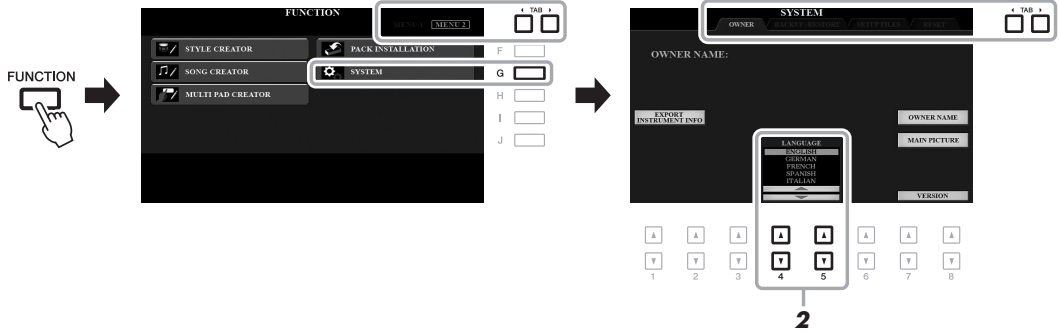 FUNCTION
FUNCTION
MENU 1 MENU 2
TAB
STYLE CREATOR
SONG CREATOR
MULTI PAD CREATOR
PACK INSTALLATION
SYSTEM
F
G
H
I
J
SYSTEM
OWNER BACKUP/RESTORE SETUP FILES RESET
TAB
OWNER NAME:
EXPORT
INSTRUMENT INFO
LANGUAGE
ENGLISH
GERMAN
FRENCH
SPANISH
ITALIAN
OWNER NAME
MAIN PICTURE
VERSION
1 2 3 4 5 6 7 8
2